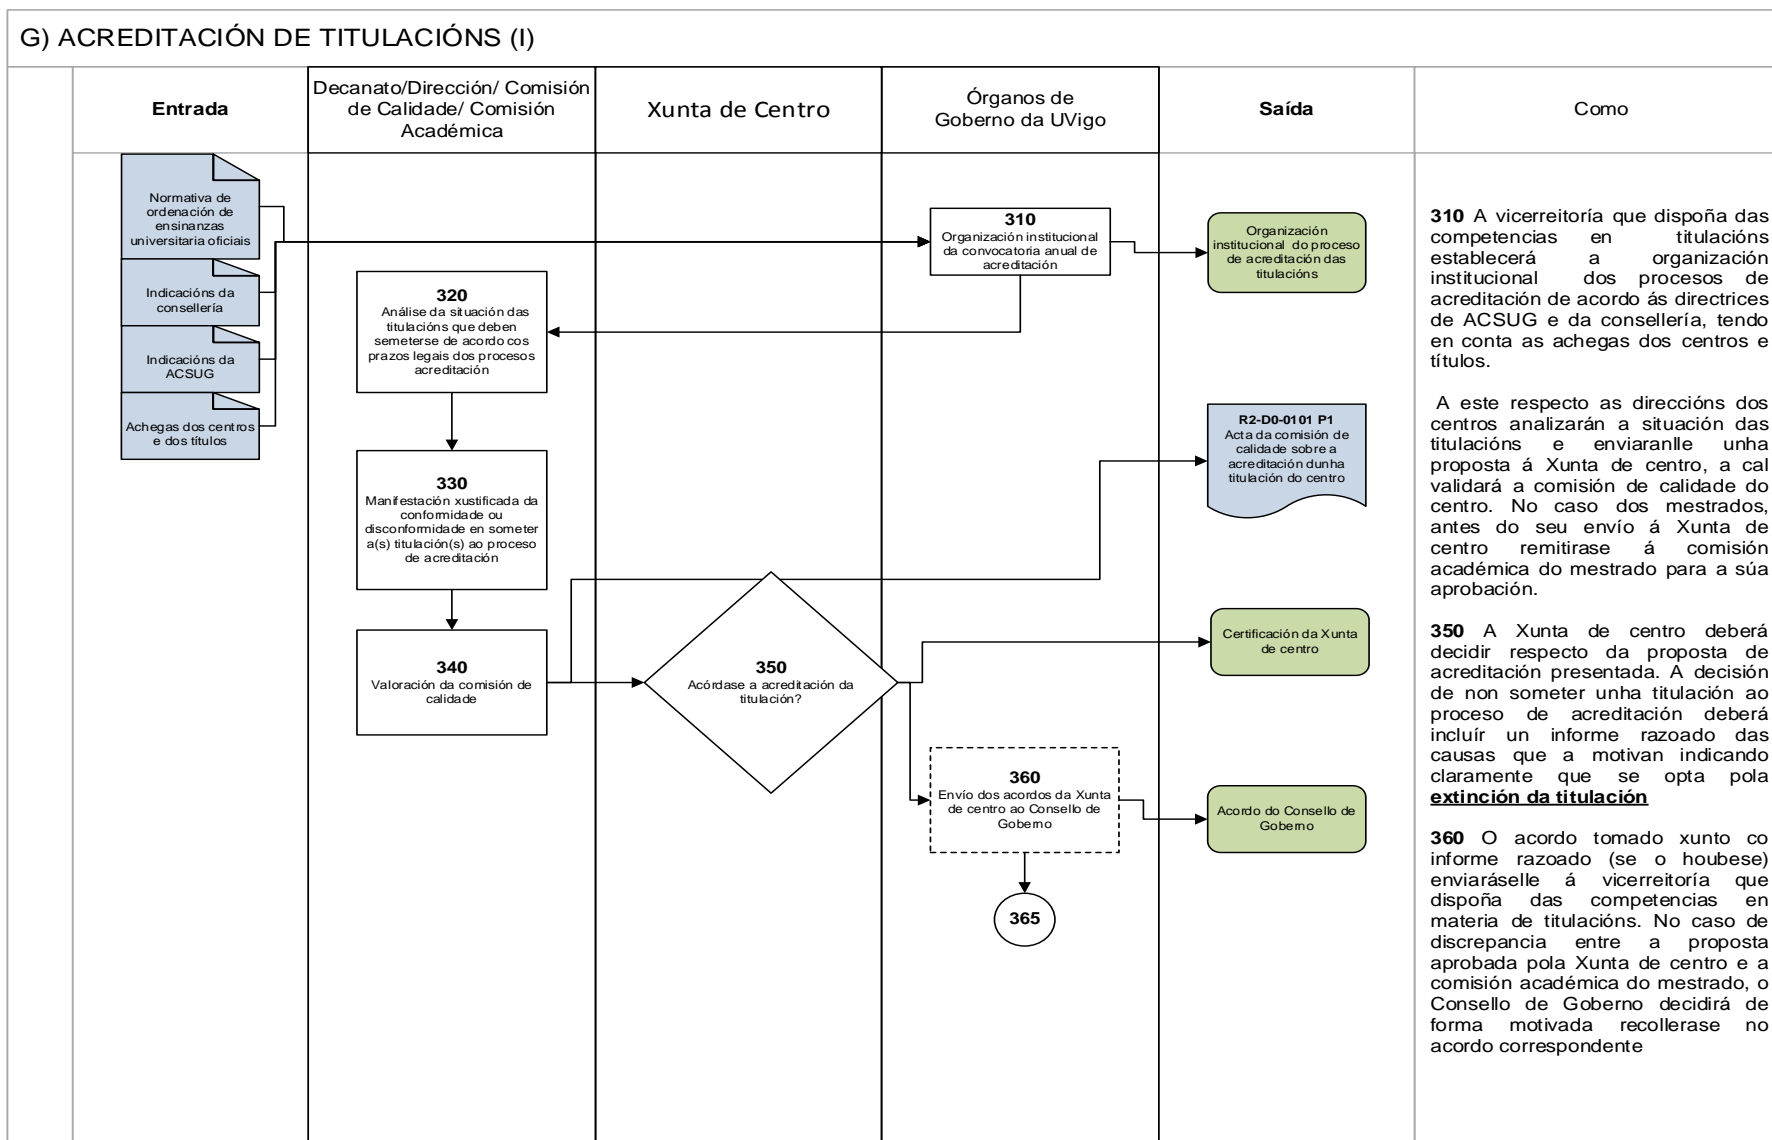 G) ACREDITACIÓN DE TITULACIÓNS (I)
Entrada
Decanato/Dirección/ Comisión
de Calidade/ Comisión
Académica
Xunta de Centro
Órganos de
Goberno da UVigo
Saída
Como
Normativa de
ordenación de
ensinanzas
universitaria oficiais
Indicacións da
consellería
Indicacións da
ACSUG
Achegas dos centros
e dos títulos
310
Organización institucional
da convocatoria anual de
acreditación
Organización
institucional do proceso
de acreditación das
titulacións
320
Análise da situación das
titulacións que deben
semeterse de acordo cos
prazos legais dos procesos
acreditación
330
Manifestación xustificada da
conformidade ou
disconformidade en someter
a(s) titulación(s) ao proceso
de acreditación
R2-D0-0101 P1
Acta da comisión de
calidade sobre a
acreditación dunha
titulación do centro
340
Valoración da comisión de
calidade
350
Acórdase a acreditación da
titulación?
Certificación da Xunta
de centro
360
Envío dos acordos da Xunta
de centro ao Consello de
Goberno
Acordo do Consello de
Goberno
365
310 A vicerreitoría que dispoña das
competencias en titulacións
establecerá a organización
institucional dos procesos de
acreditación de acordo ás directrices
de ACSUG e da consellería, tendo
en conta as achegas dos centros e
títulos.
A este respecto as direccións dos
centros analizarán a situación das
titulacións e enviaranlle unha
proposta á Xunta de centro, a cal
validará a comisión de calidade do
centro. No caso dos mestrados,
antes do seu envío á Xunta de
centro remitirase á comisión
académica do mestrado para a súa
aprobación.
350 A Xunta de centro deberá
decidir respecto da proposta de
acreditación presentada. A decisión
de non someter unha titulación ao
proceso de acreditación deberá
incluír un informe razoado das
causas que a motivan indicando
claramente que se opta pola
extinción da titulación
360 O acordo tomado xunto co
informe razoado (se o houbese)
enviaráselle á vicerreitoría que
dispoña das competencias en
materia de titulacións. No caso de
discrepancia entre a proposta
aprobada pola Xunta de centro e a
comisión académica do mestrado, o
Consello de Goberno decidirá de
forma motivada recollerase no
acordo correspondente